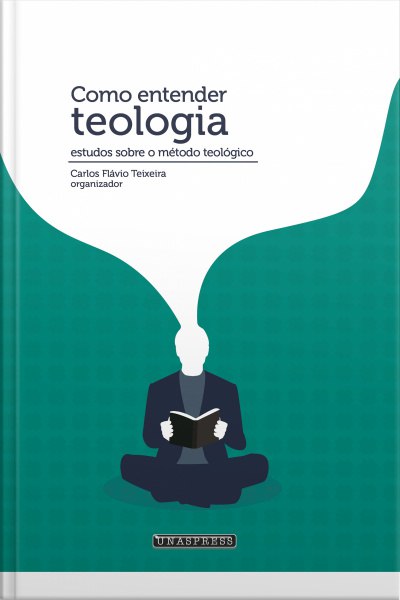 Como entender
teologia
estudos sobre o método teológico
Carlos Flávio Teixeira
organizador
UNASPRESS